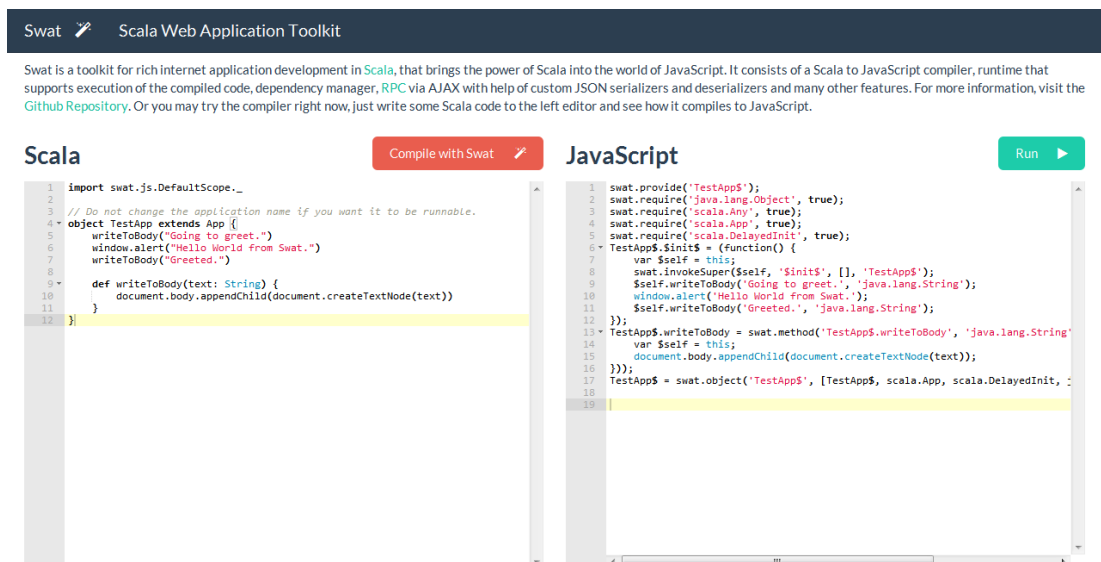 Swat Scala Web Application Toolkit
Swat is a toolkit for rich internet application development in Scala, that brings the power of Scala into the world of JavaScript. It consists of a Scala to JavaScript compiler, runtime that
supports execution of the compiled code, dependency manager, RPC via AJAX with help of custom JSON serializers and deserializers and many other features. For more information, visit the
Github Repository. Or you may try the compiler right now, just write some Scala code to the left editor and see how it compiles to JavaScript.
Scala
Compile with Swat
1 import swat.js.DefaultScope._
2
3 // Do not change the application name if you want it to be runnable.
4 object TestApp extends App {
5 writeToBody("Going to greet.")
6 window.alert("Hello World from Swat.")
7 writeToBody("Greeted.")
8
9 def writeToBody(text: String) {
10 document.body.appendChild(document.createTextNode(text))
11 }
12 }
JavaScript
Run
1 swat.provide('TestApp$');
2 swat.require('java.lang.Object', true);
3 swat.require('scala.Any', true);
4 swat.require('scala.App', true);
5 swat.require('scala.DelayedInit', true);
6 TestApp$.$init$ = (function() {
7 var $self = this;
8 swat.invokeSuper($self, '$init$', [], 'TestApp$');
9 $self.writeToBody('Going to greet.', 'java.lang.String');
10 window.alert('Hello World from Swat.');
11 $self.writeToBody('Greeted.', 'java.lang.String');
12 });
13 TestApp$.writeToBody = swat.method('TestApp$.writeToBody', 'java.lang.String'
14 var $self = this;
15 document.body.appendChild(document.createTextNode(text));
16 }));
17 TestApp$ = swat.object('TestApp$', [TestApp$, scala.App, scala.DelayedInit,
18
19